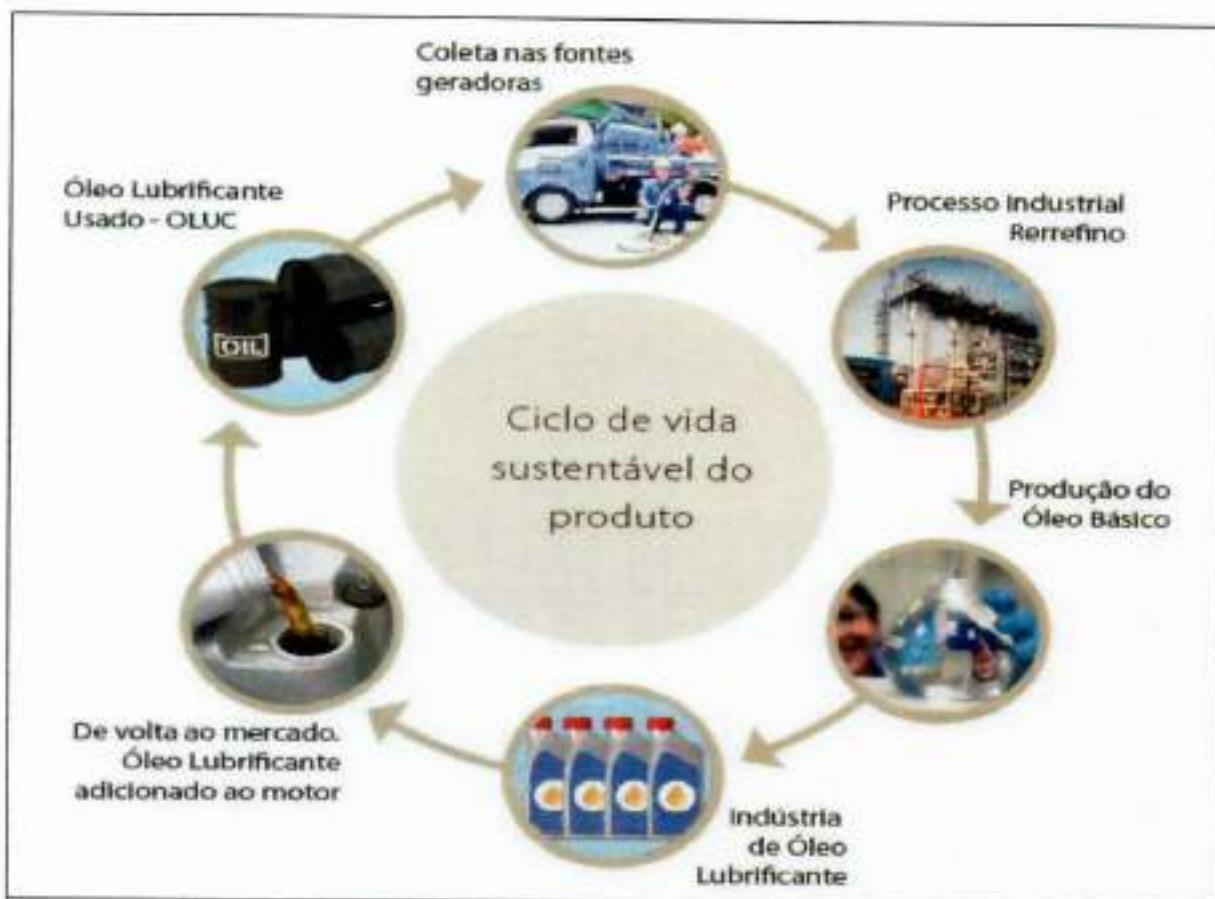 Coleta nas fontes
geradoras
Óleo Lubrificante
Usado - OLUC
Processo Industrial
Rerrefino
OIL
Ciclo de vida
sustentável do
produto
Produção do
Óleo Básico
De volta ao mercado.
Óleo Lubrificante
adicionado ao motor
Indústria
de Óleo
Lubrificante